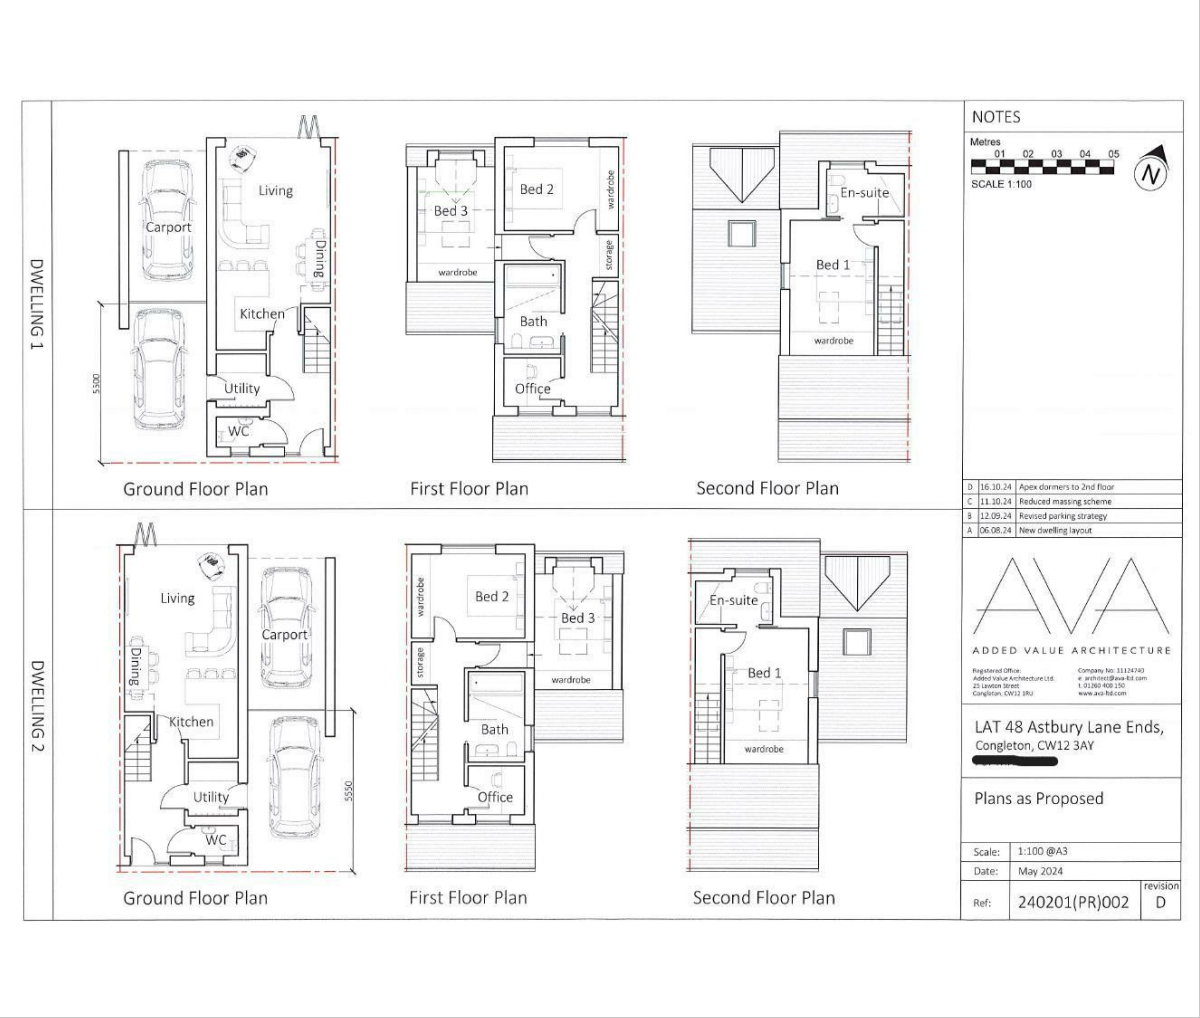 DWELLING 1
Living
Carport
Dining
Kitchen
Utility
WC
5300
Ground Floor Plan
Bed 2
wardrobe
Bed 3
wardrobe
storage
Bath
Office
First Floor Plan
En-suite
Bed 1
wardrobe
Second Floor Plan
DWELLING 2
Living
Carport
Dining
Kitchen
Utility
WC
5550
Ground Floor Plan
wardrobe
Bed 2
Bed 3
storage
wardrobe
Bath
Office
First Floor Plan
En-suite
Bed 1
wardrobe
Second Floor Plan
NOTES
Metres
01 02 03 04 05
SCALE 1:100
N
D 16.10.24 Apex dormers to 2nd floor
C 11.10.24 Reduced massing scheme
B 12.09.24 Revised parking strategy
A 06.08.24 New dwelling layout
AVA
ADDED VALUE ARCHITECTURE
Registered Office:
Added Value Architecture Ltd.
25 Lawton Street
Congleton, CW12 1RU
Company No: 11124743
e. architect@ava-ltd.com
t. 01260 408 150
www.ava-ltd.com
LAT 48 Astbury Lane Ends,
Congleton, CW12 3AY
Plans as Proposed
Scale: 1:100 @A3
Date: May 2024
Ref: 240201(PR)002
revision
D